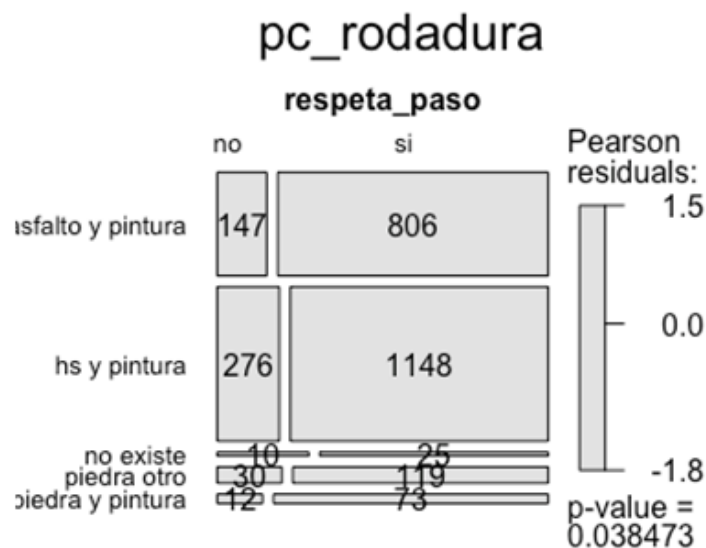 pc_rodadura
respeta_paso
no si
Pearson
residuals:
asfalto y pintura 147 806
1.5
0.0
hs y pintura 276 1148
no existe 10 25
piedra otro 30 119
-1.8
piedra y pintura 12 73
p-value =
0.038473